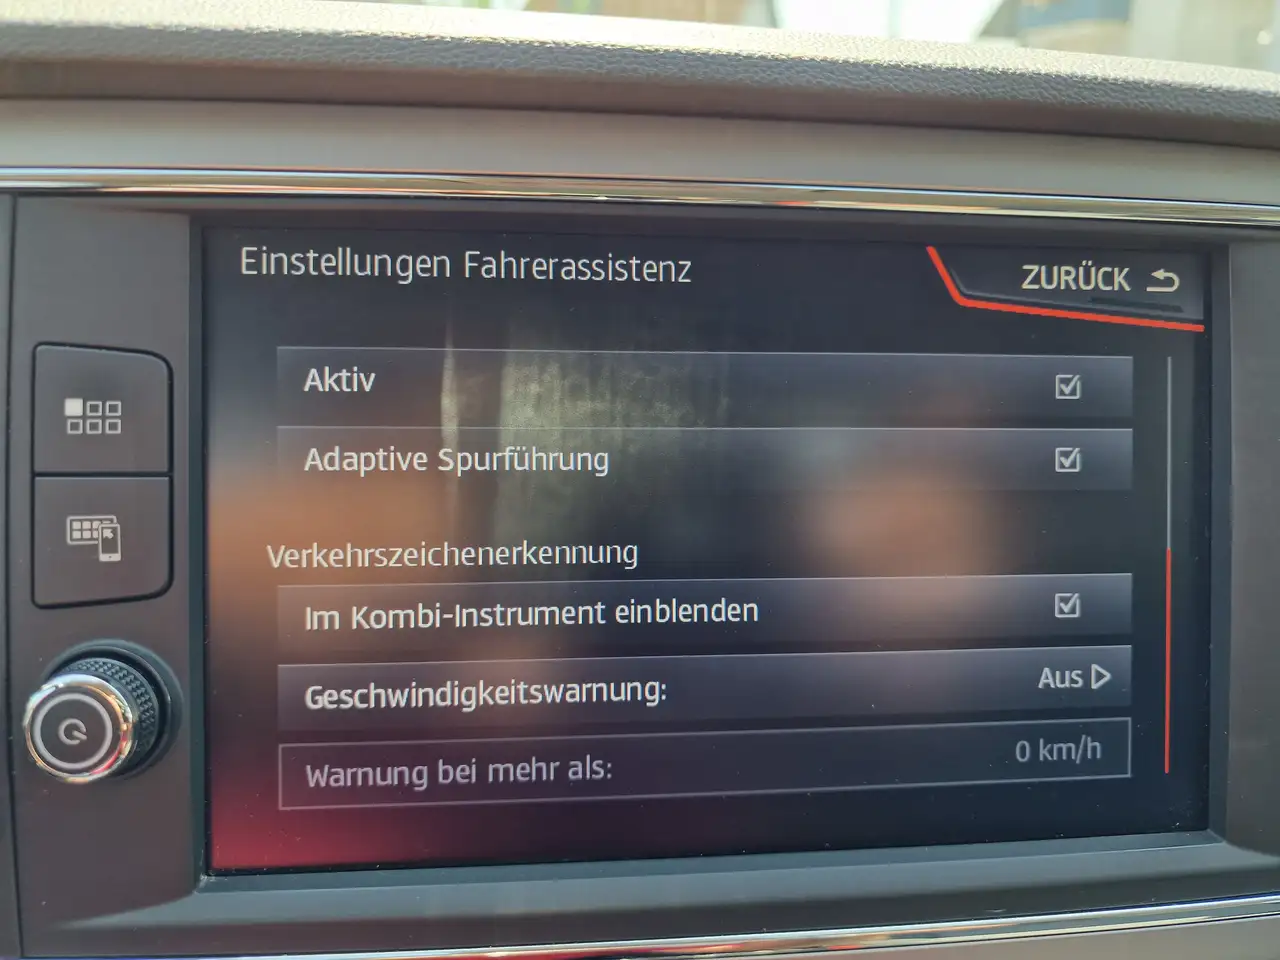 Einstellungen Fahrerassistenz
ZURÜCK
Aktiv
Adaptive Spurführung
Verkehrszeichenerkennung
Im Kombi-Instrument einblenden
Geschwindigkeitswarnung: Aus
Warnung bei mehr als: 0 km/h